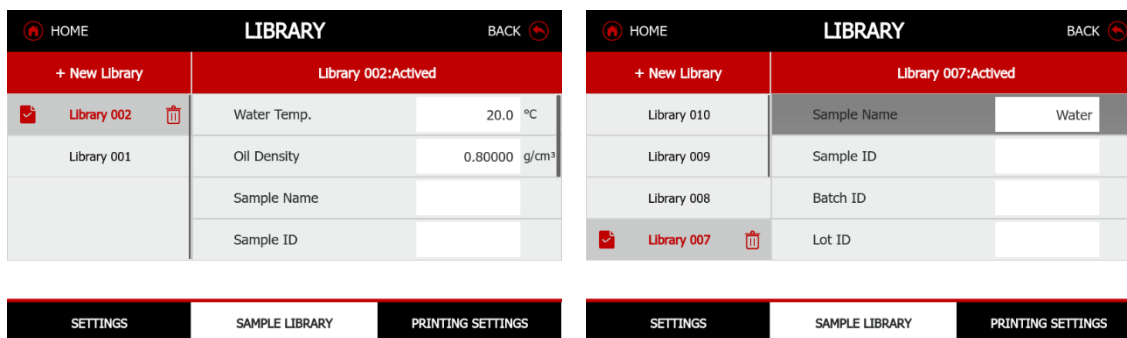 HOME LIBRARY BACK
+ New Library Library 002:Actived
Library 002 Water Temp. 20.0 °C
Library 001 Oil Density 0.80000 g/cm³
Sample Name
Sample ID
SETTINGS SAMPLE LIBRARY PRINTING SETTINGS
HOME LIBRARY BACK
+ New Library Library 007:Actived
Library 010 Sample Name Water
Library 009 Sample ID
Library 008 Batch ID
Library 007 Lot ID
SETTINGS SAMPLE LIBRARY PRINTING SETTINGS